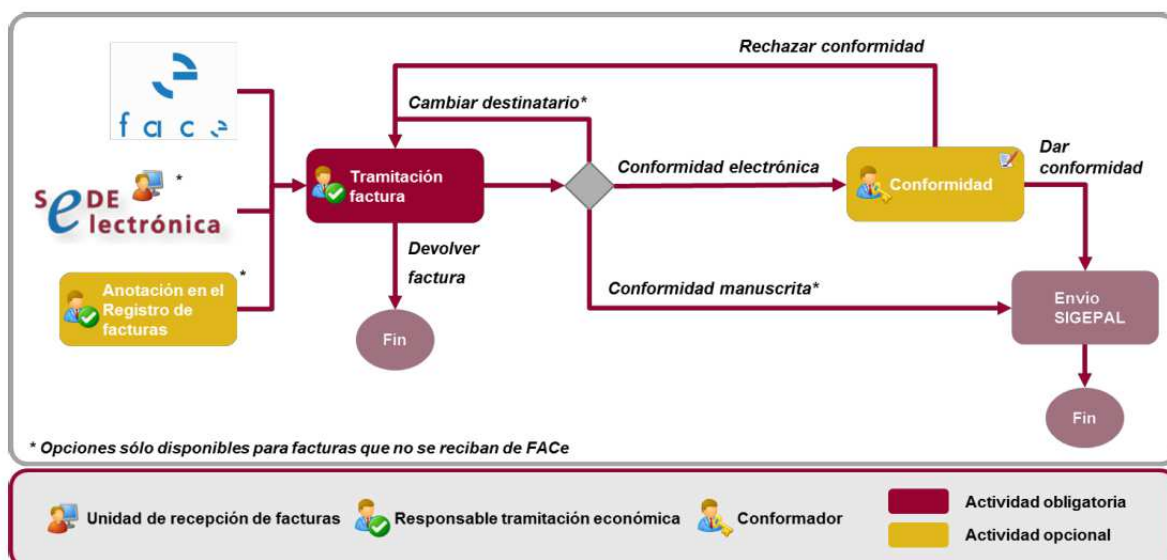 Rechazar conformidad
Cambiar destinatario*
face
Tramitación
factura
Conformidad electrónica
Conformidad
Dar
conformidad
*
SeDE
electrónica
Devolver
factura
*
Anotación en el
Registro de
facturas
Conformidad manuscrita*
Envío
SIGEPAL
Fin
Fin
* Opciones sólo disponibles para facturas que no se reciban de FACe
Unidad de recepción de facturas
Responsable tramitación económica
Conformador
Actividad obligatoria
Actividad opcional